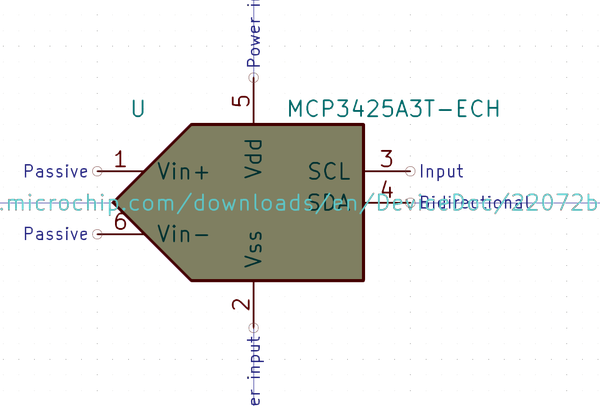 Power i
5
U
MCP3425A3T-ECH
Vdd
Passive
1
Vin+
SCL
3
Input
.microchip.com/downloads/en/DeviceDoc/22072b
SDA
4
Bidirectional
6
Passive
Vin-
Vss
2
er input